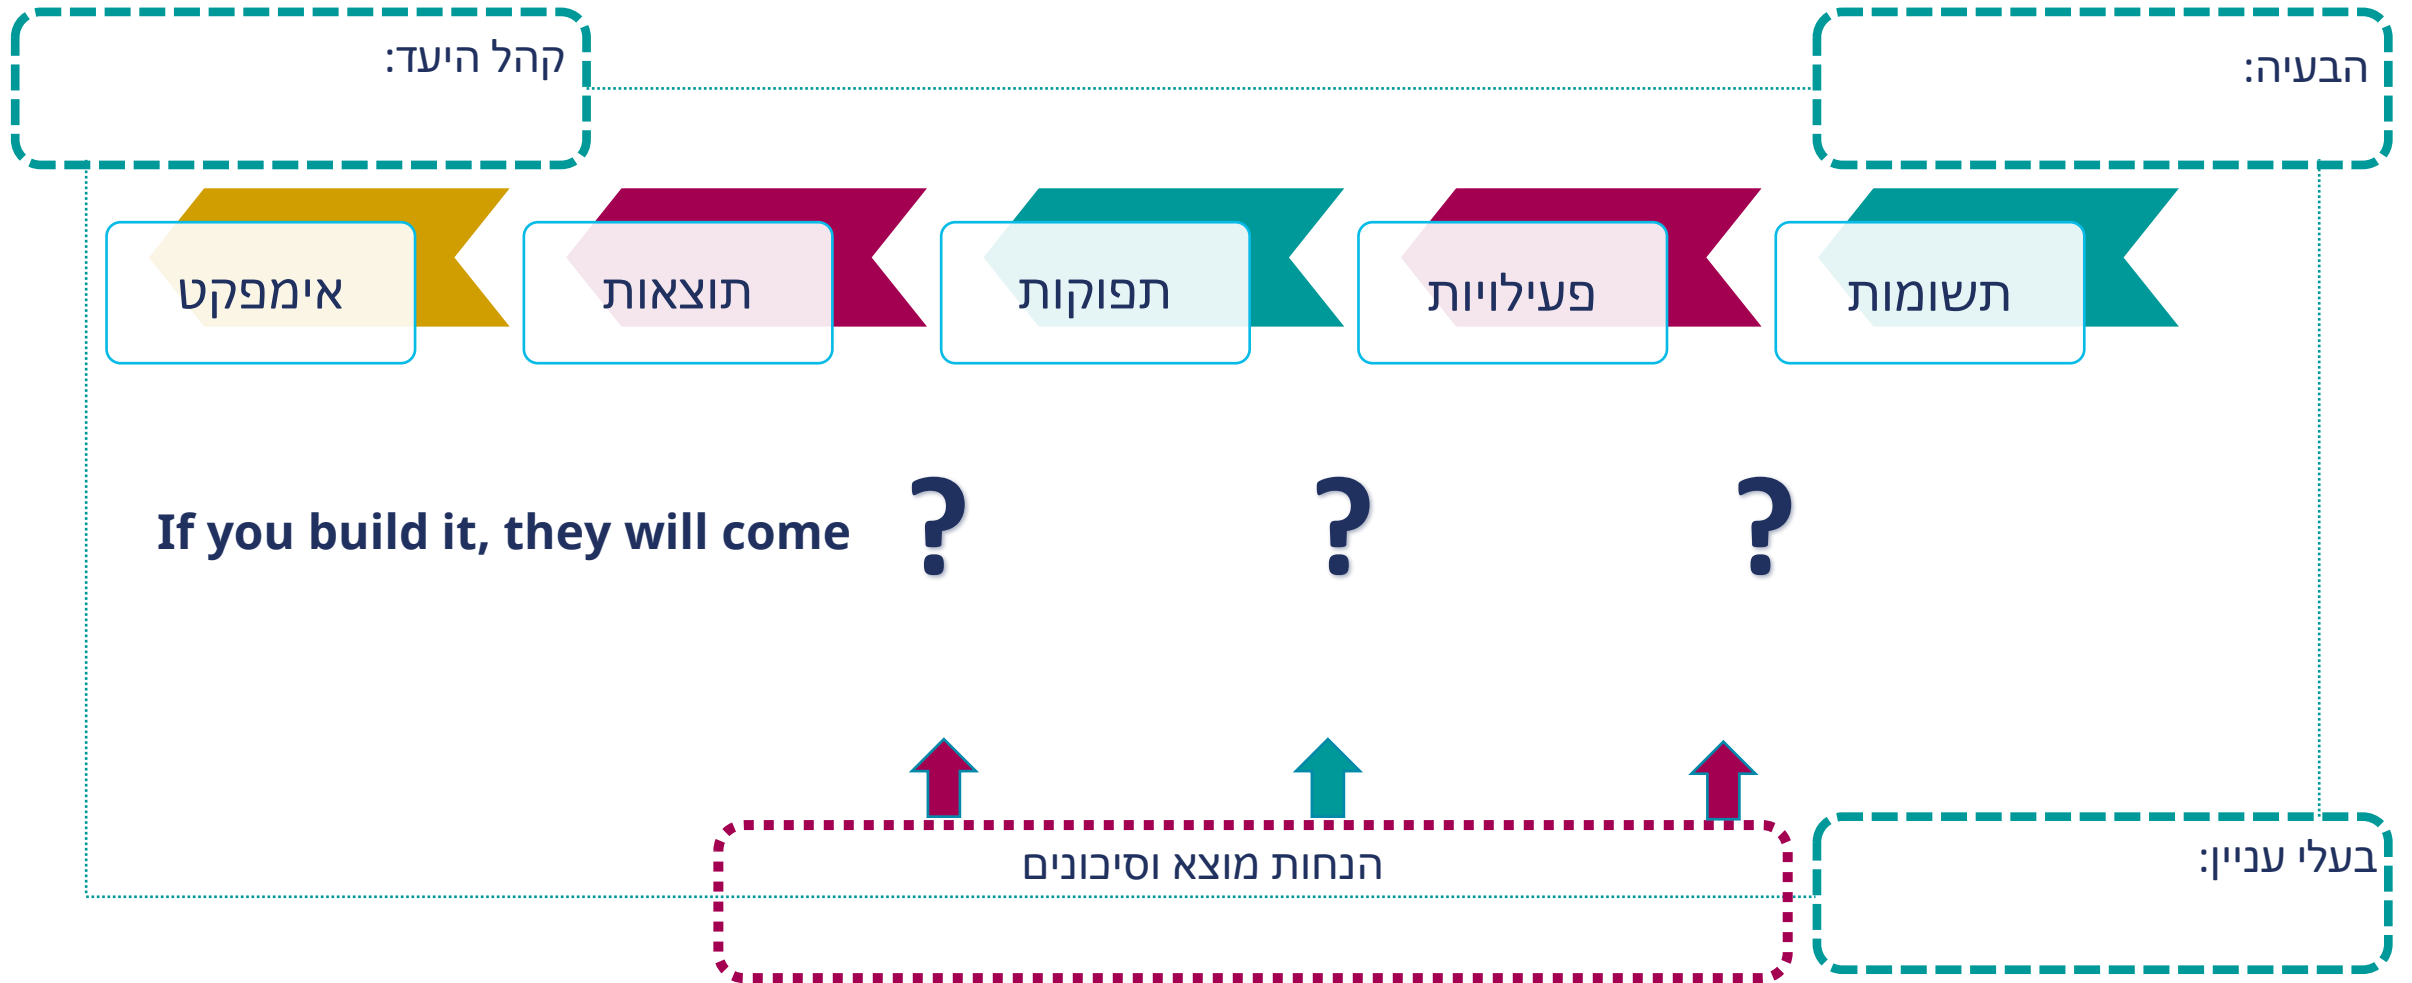 הבעיה:
קהל היעד:
תשומות
פעילויות
תפוקות
תוצאות
אימפקט
?
?
?
If you build it, they will come
הנחות מוצא וסיכונים
בעלי עניין: